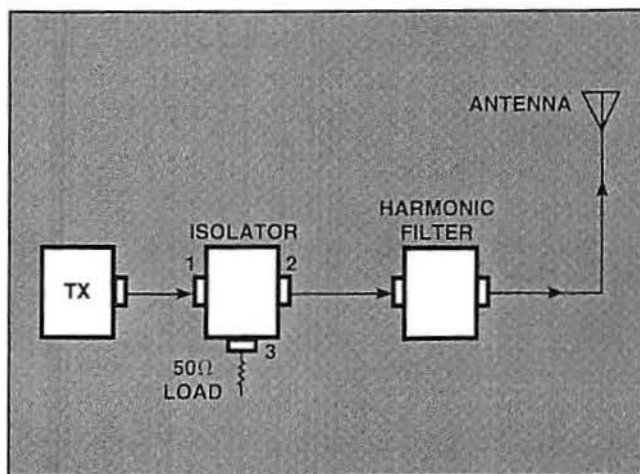 ANTENNA
HARMONIC
FILTER
ISOLATOR
TX
1
2
3
50Ω
LOAD